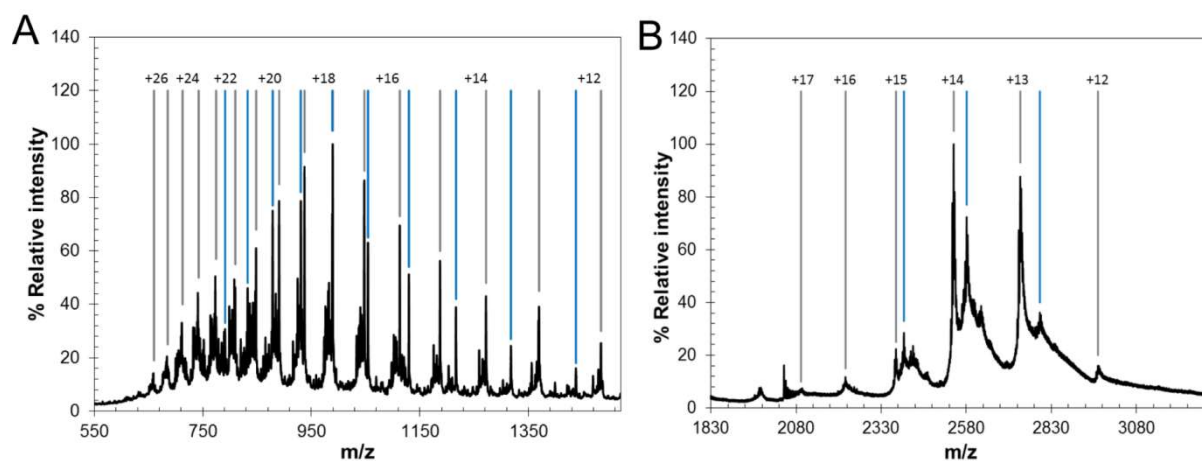 A
140
120
100
80
60
40
20
0
% Relative intensity
+26 +24 +22 +20 +18 +16 +14 +12
550 750 950 1150 1350
m/z
B
140
120
100
80
60
40
20
0
% Relative intensity
+17 +16 +15 +14 +13 +12
1830 2080 2330 2580 2830 3080
m/z